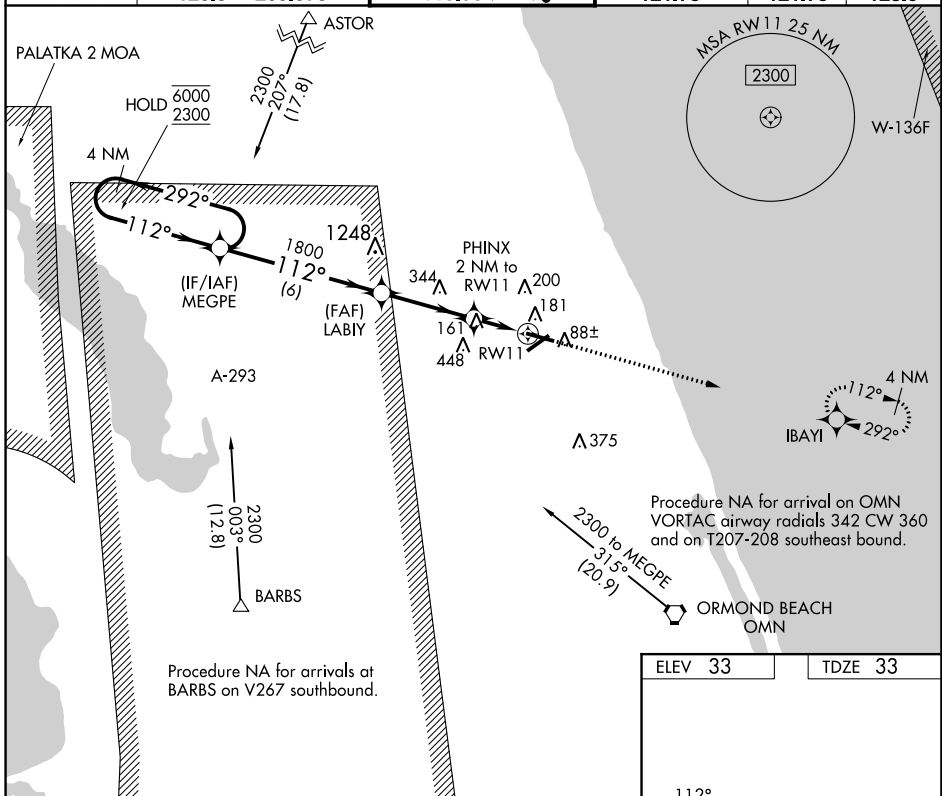 ASTOR
PALATKA 2 MOA
MSA RW11 25 NM
2300
W-136F
HOLD 6000
2300
2300
207°
(17.8)
4 NM
292°
112°
(IF/IAF)
MEGPE
1800
112°
(6)
1248
(FAF)
LABIY
PHINX
2 NM to
RW11
344
200
181
161
88±
448
RW11
A-293
375
4 NM
112°
292°
IBAYI
2300
003°
(12.8)
BARBS
Procedure NA for arrival on OMN
VORTAC airway radials 342 CW 360
and on T207-208 southeast bound.
2300 to MEGPE
315°
(20.9)
ORMOND BEACH
OMN
Procedure NA for arrivals at
BARBS on V267 southbound.
ELEV 33
TDZE 33